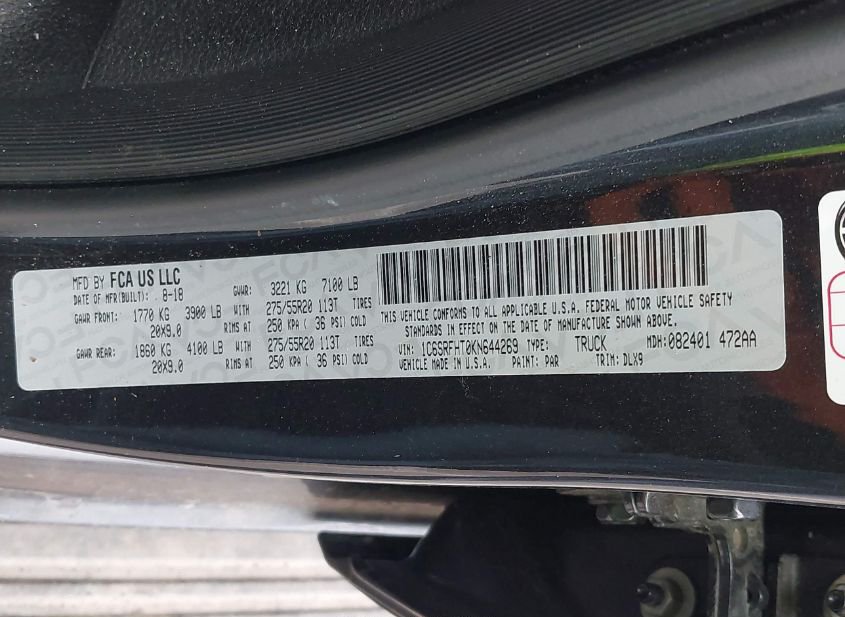 MFD BY FCA US LLC
DATE OF MFR(BUILT): 8-18 GVWR: 3221 KG 7100 LB
GAWR FRONT: 1770 KG 3900 LB WITH 275/55R20 113T TIRES
20X9.0 RIMS AT 250 KPA ( 36 PSI) COLD
GAWR REAR: 1860 KG 4100 LB WITH 275/55R20 113T TIRES
20X9.0 RIMS AT 250 KPA ( 36 PSI) COLD
THIS VEHICLE CONFORMS TO ALL APPLICABLE U.S.A. FEDERAL MOTOR VEHICLE SAFETY
STANDARDS IN EFFECT ON THE DATE OF MANUFACTURE SHOWN ABOVE.
VIN: 1C6SRFHT0KN644269 TYPE: TRUCK MDH: 082401 472AA
VEHICLE MADE IN U.S.A. PAINT: PAR TRIM: DLX9